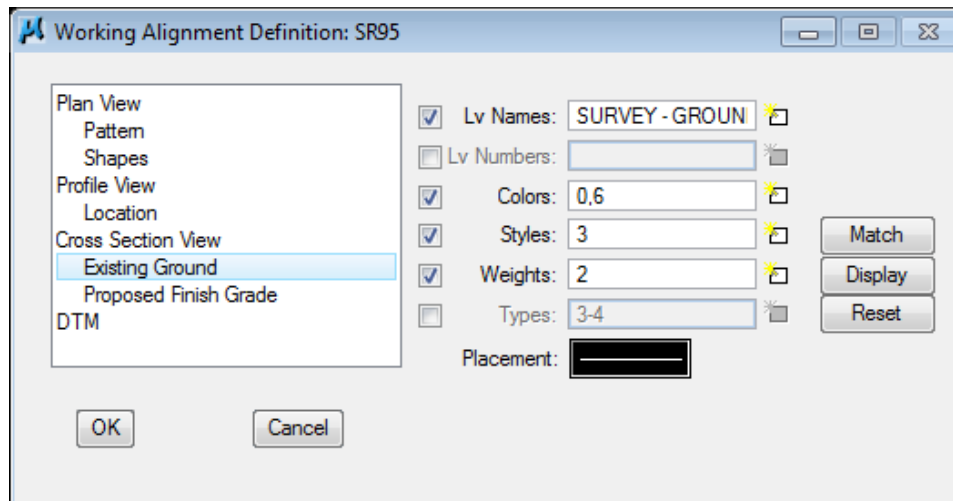 Working Alignment Definition: SR95
Plan View
Pattern
Shapes
Profile View
Location
Cross Section View
Existing Ground
Proposed Finish Grade
DTM
Lv Names: SURVEY - GROUN
Lv Numbers:
Colors: 0,6
Styles: 3
Weights: 2
Types: 3-4
Placement:
Match
Display
Reset
OK
Cancel